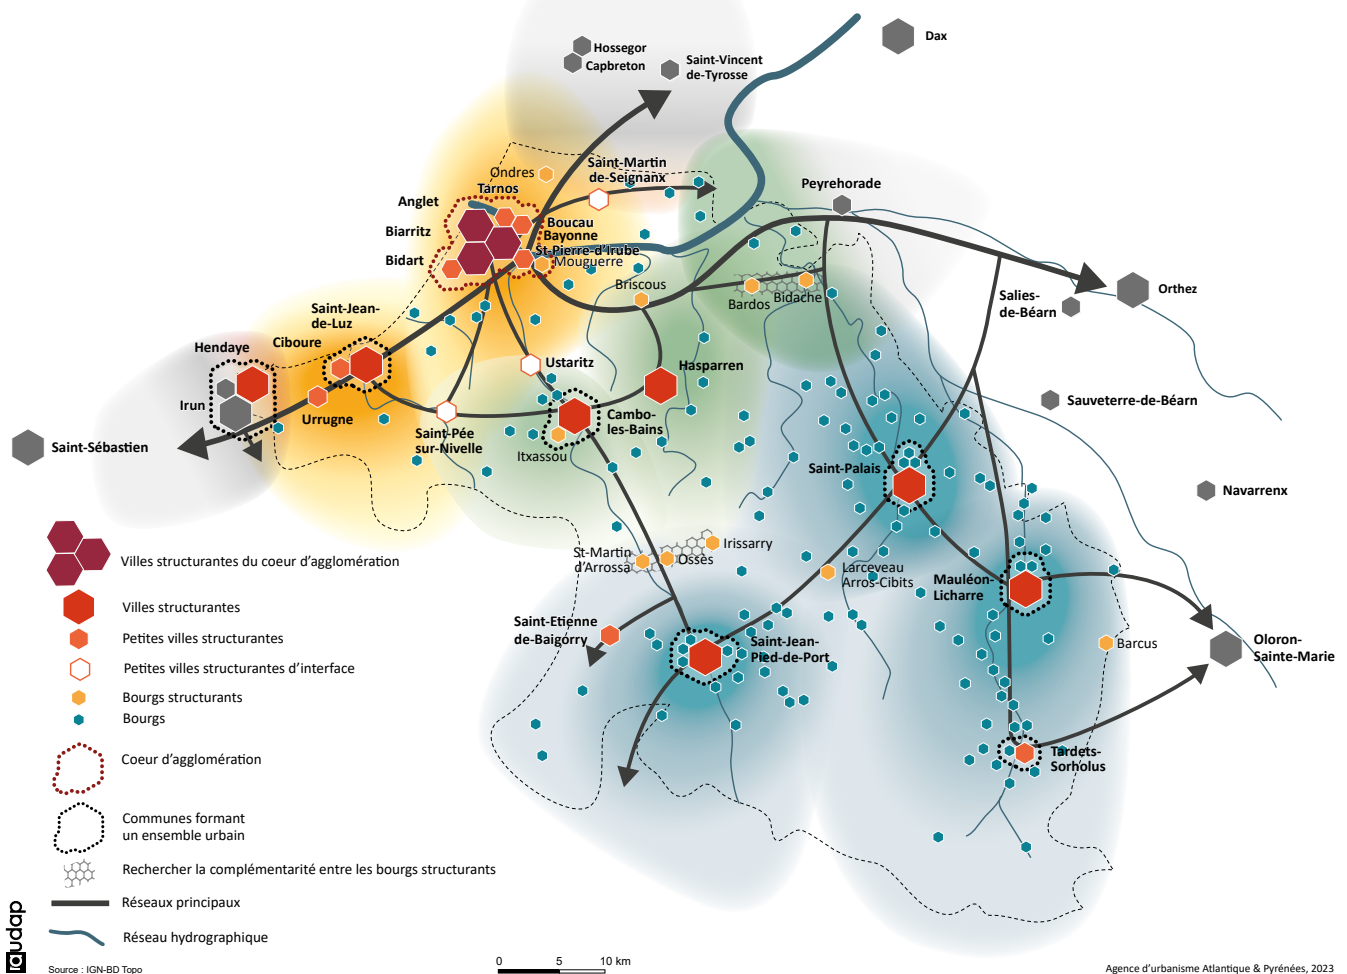 Dax
Hossegor
Capbreton
Saint-Vincent
de-Tyrosse
Ondres
Tarnos
Saint-Martin
de-Seignanx
Peyrehorade
Anglet
Biarritz
Bidart
Boucau
Bayonne
St-Pierre-d'Irube
Mouguerre
Briscous
Bardos
Bidache
Salies-
de-Béarn
Orthez
Saint-Jean-
de-Luz
Ciboure
Hendaye
Irun
Urrugne
Saint-Sébastien
Ustaritz
Hasparren
Saint-Pée
sur-Nivelle
Cambo-
les-Bains
Itxassou
Sauveterre-de-Béarn
Saint-Palais
Navarrenx
St-Martin
d'Arrossa
Ossès
Irissarry
Larceveau
Arros-Cibits
Mauléon-
Licharre
Saint-Etienne
de-Baigorry
Saint-Jean-
Pied-de-Port
Barcus
Oloron-
Sainte-Marie
Tardets-
Sorholus
Villes structurantes du coeur d'agglomération
Villes structurantes
Petites villes structurantes
Petites villes structurantes d'interface
Bourgs structurants
Bourgs
Coeur d'agglomération
Communes formant
un ensemble urbain
Rechercher la complémentarité entre les bourgs structurants
Réseaux principaux
Réseau hydrographique
audap
Source : IGN-BD Topo
0 5 10 km
Agence d'urbanisme Atlantique & Pyrénées, 2023